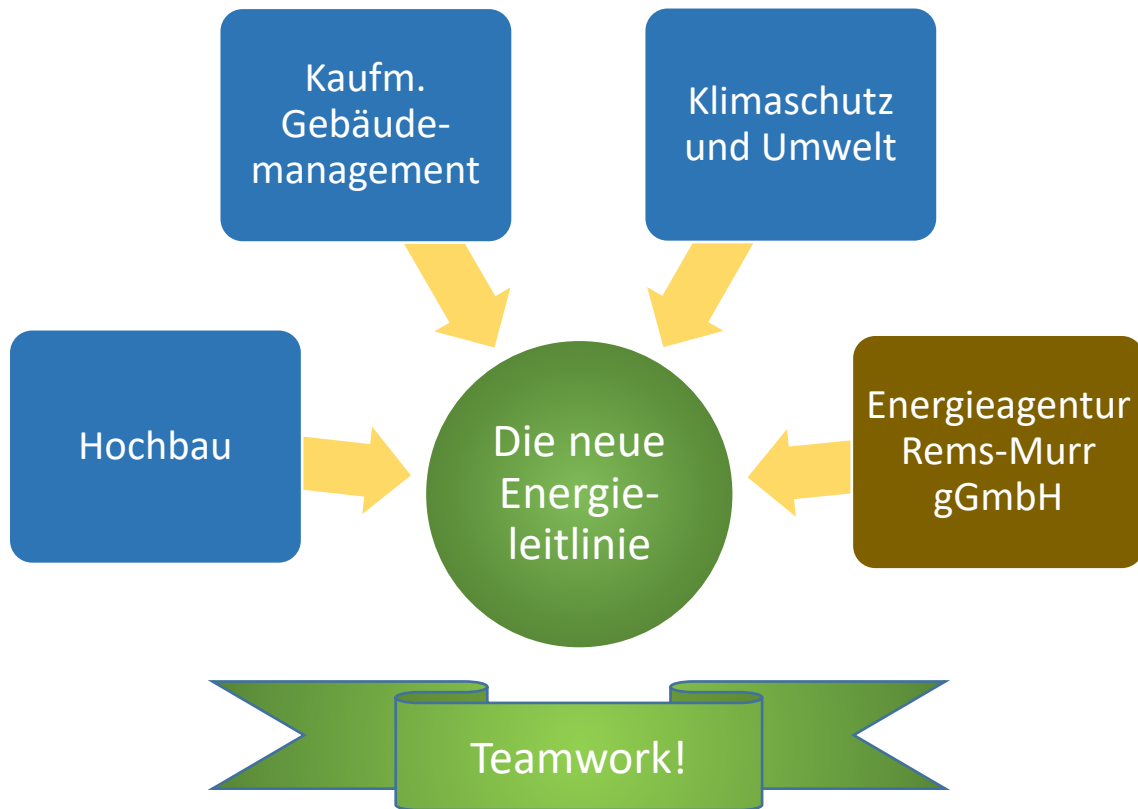 Kaufm.
Gebäude-
management
Klimaschutz
und Umwelt
Hochbau
Die neue
Energie-
leitlinie
Energieagentur
Rems-Murr
gGmbH
Teamwork!